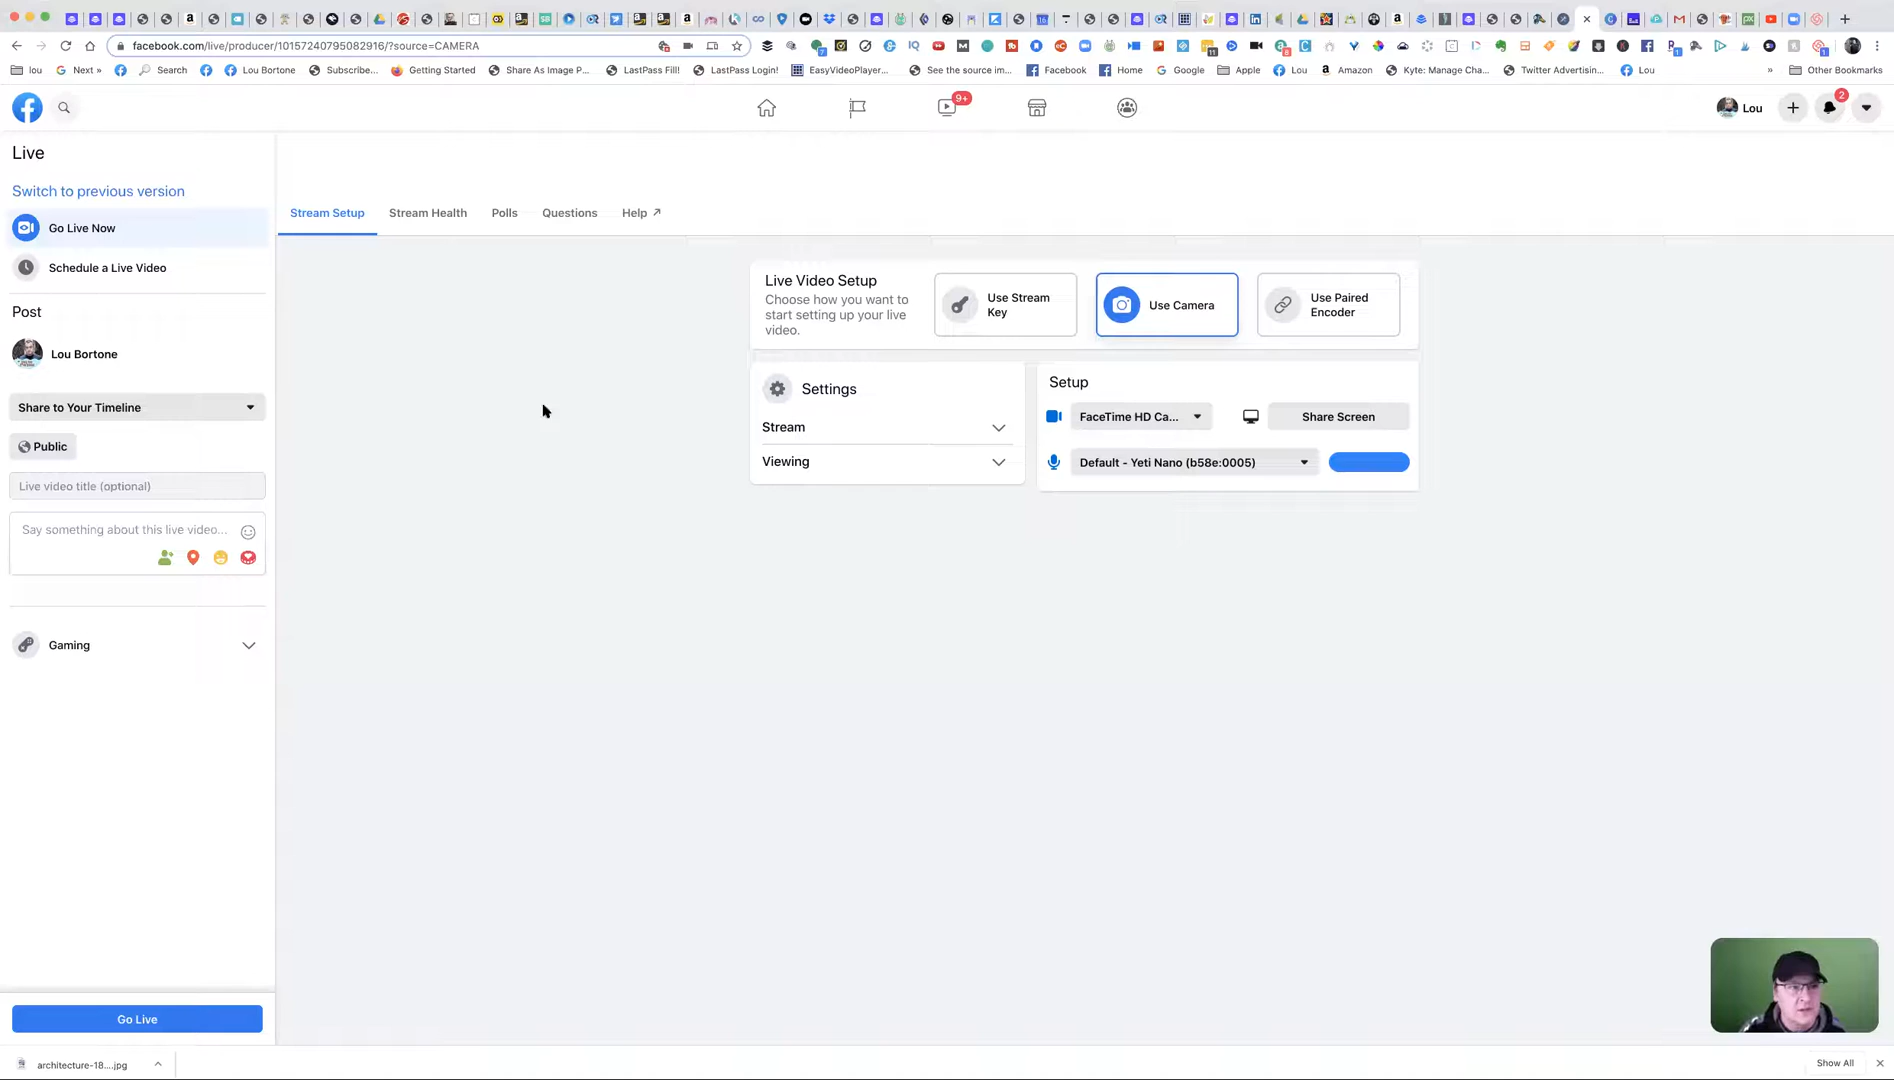 facebook.com/live/producer/10157240795082916/?source=CAMERA
lou
Next »
Search
Lou Bortone
Subscribe...
Getting Started
Share As Image P...
LastPass Fill!
LastPass Login!
EasyVideoPlayer...
See the source im...
Facebook
Home
Google
Apple
Lou
Amazon
Kyte: Manage Cha...
Twitter Advertisin...
Lou
»
Other Bookmarks
9+
Lou
2
Live
Switch to previous version
Go Live Now
Schedule a Live Video
Post
Lou Bortone
Share to Your Timeline
Public
Live video title (optional)
Say something about this live video...
Gaming
Go Live
Stream Setup
Stream Health
Polls
Questions
Help
Live Video Setup
Choose how you want to
start setting up your live
video.
Use Stream
Key
Use Camera
Use Paired
Encoder
Settings
Stream
Viewing
Setup
FaceTime HD Ca...
Share Screen
Default - Yeti Nano (b58e:0005)
architecture-18....jpg
Show All